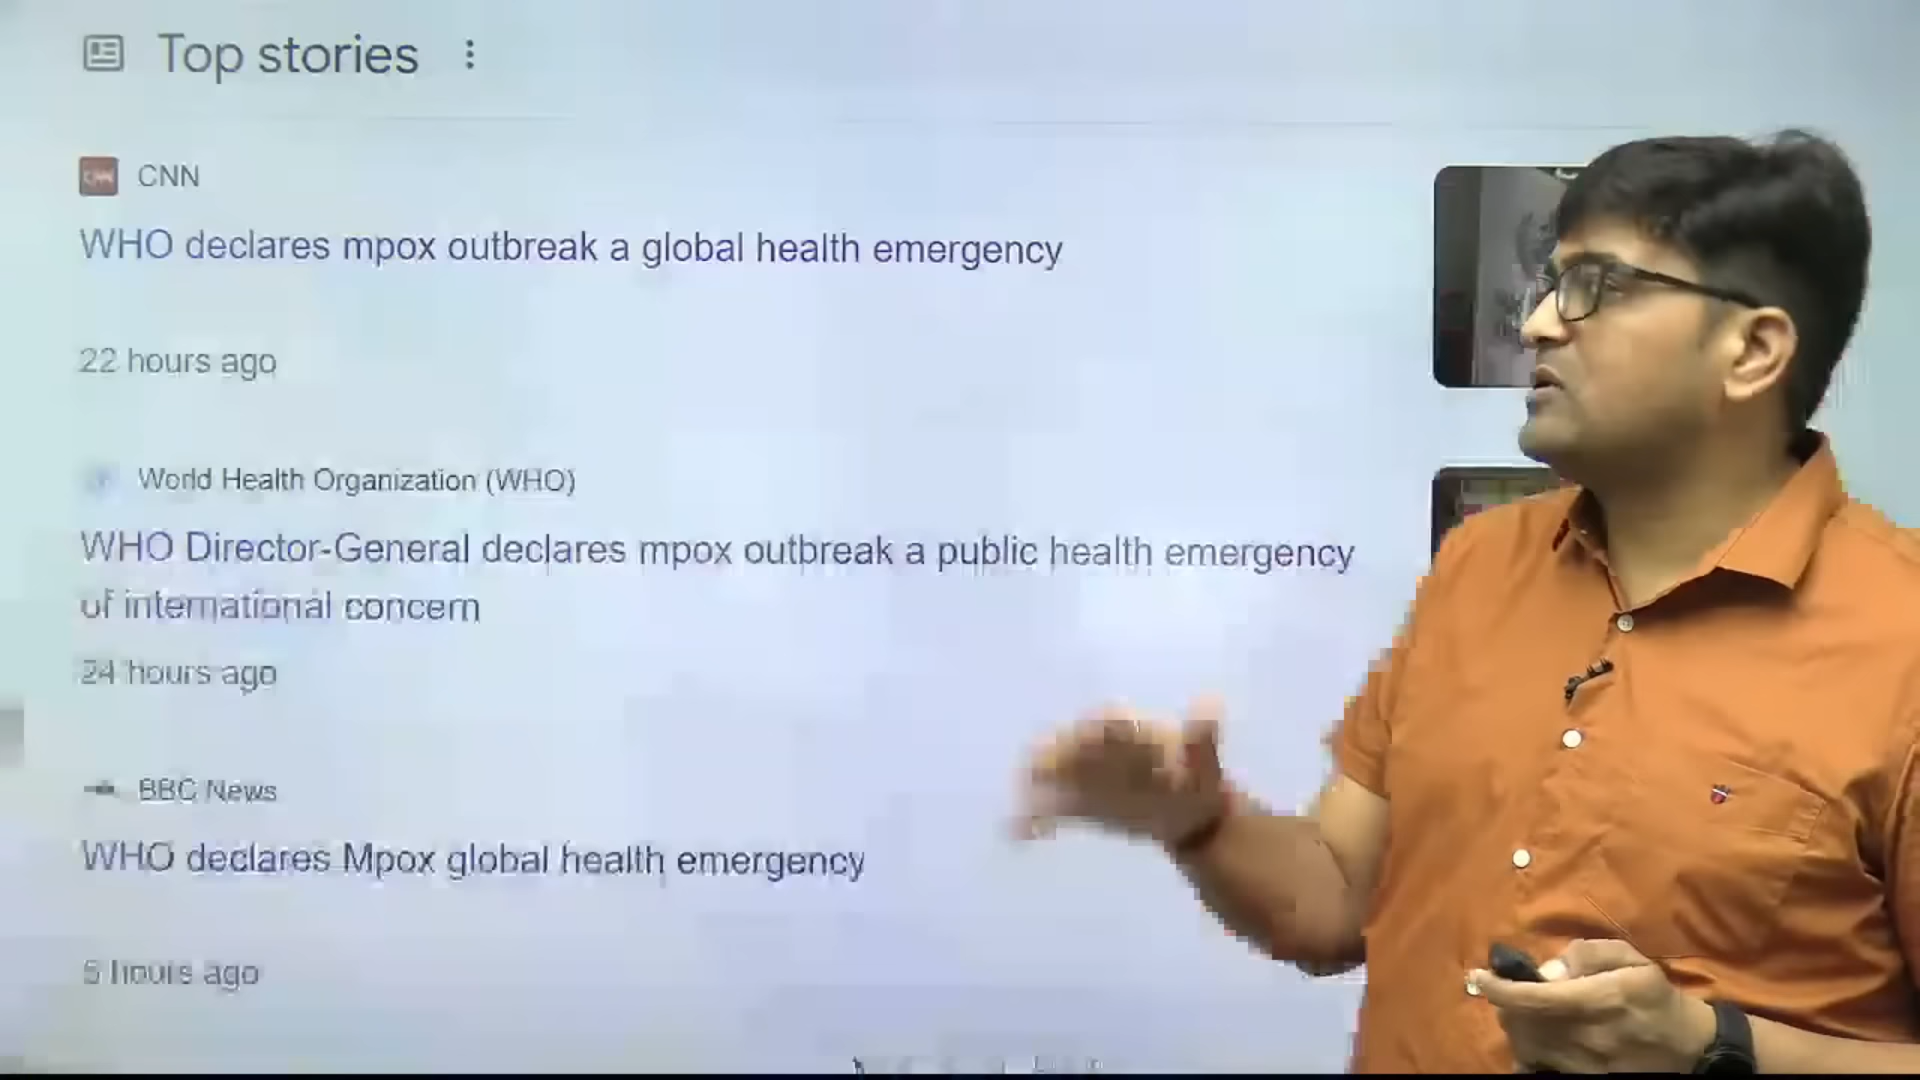 Top stories
CNN
CNN
WHO declares mpox outbreak a global health emergency
22 hours ago
World Health Organization (WHO)
WHO Director-General declares mpox outbreak a public health emergency
of international concern
24 hours ago
BBC News
WHO declares Mpox global health emergency
5 hours ago